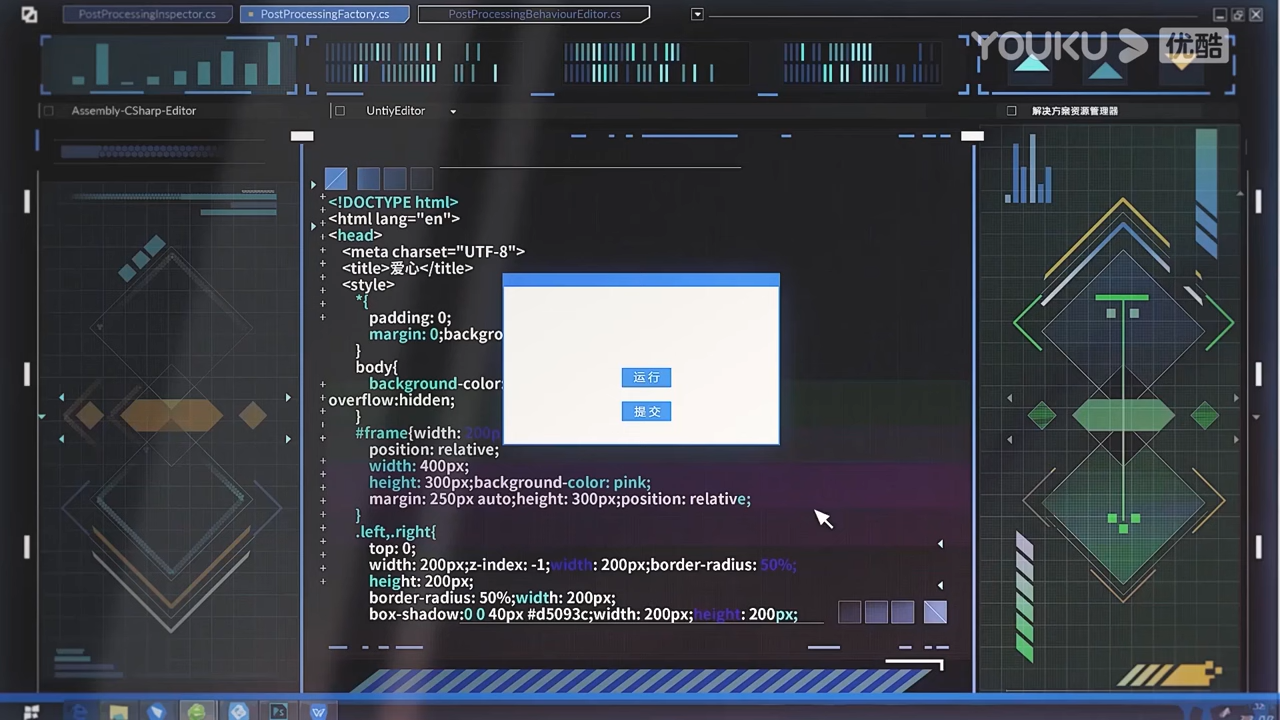 PostProcessingInspector.cs
PostProcessingFactory.cs
PostProcessingBehaviourEditor.cs
YOUKU 优酷
Assembly-CSharp-Editor
UntiyEditor
解决方案资源管理器
<!DOCTYPE html>
<html lang="en">
<head>
<meta charset="UTF-8">
<title>爱心</title>
<style>
*{
padding: 0;
margin: 0;backgro
}
body{
background-color:
overflow:hidden;
}
#frame{width: 200p
position: relative;
width: 400px;
height: 300px;background-color: pink;
margin: 250px auto;height: 300px;position: relative;
}
.left,.right{
top: 0;
width: 200px;z-index: -1;width: 200px;border-radius: 50%;
height: 200px;
border-radius: 50%;width: 200px;
box-shadow:0 0 40px #d5093c;width: 200px;height: 200px;
运行
提交
Ps